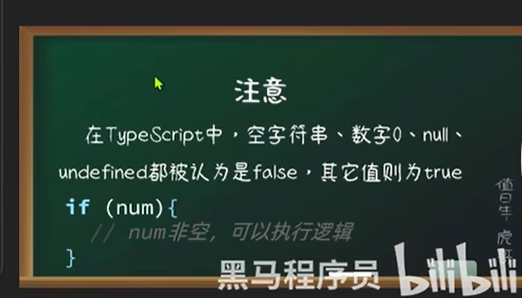 注意
在TypeScript中，空字符串、数字0、null、
undefined都被认为是false，其它值则为true
if (num){
// num非空，可以执行逻辑
}
值日生
黑马程序员 bilibili